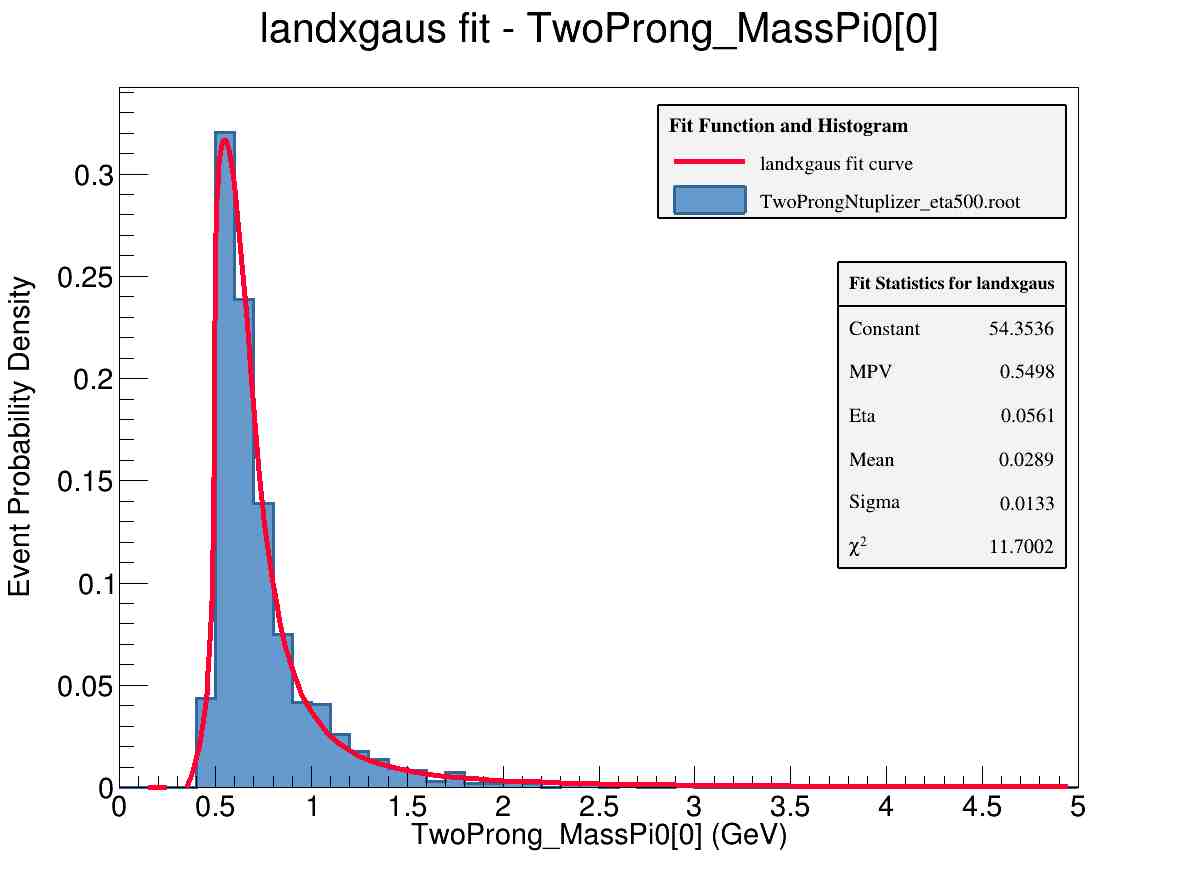 landxgaus fit - TwoProng_MassPi0[0]
Fit Function and Histogram
landxgaus fit curve
TwoProngNtuplizer_eta500.root
Fit Statistics for landxgaus
Constant 54.3536
MPV 0.5498
Eta 0.0561
Mean 0.0289
Sigma 0.0133
χ² 11.7002
Event Probability Density
0.3
0.25
0.2
0.15
0.1
0.05
0
0 0.5 1 1.5 2 2.5 3 3.5 4 4.5 5
TwoProng_MassPi0[0] (GeV)